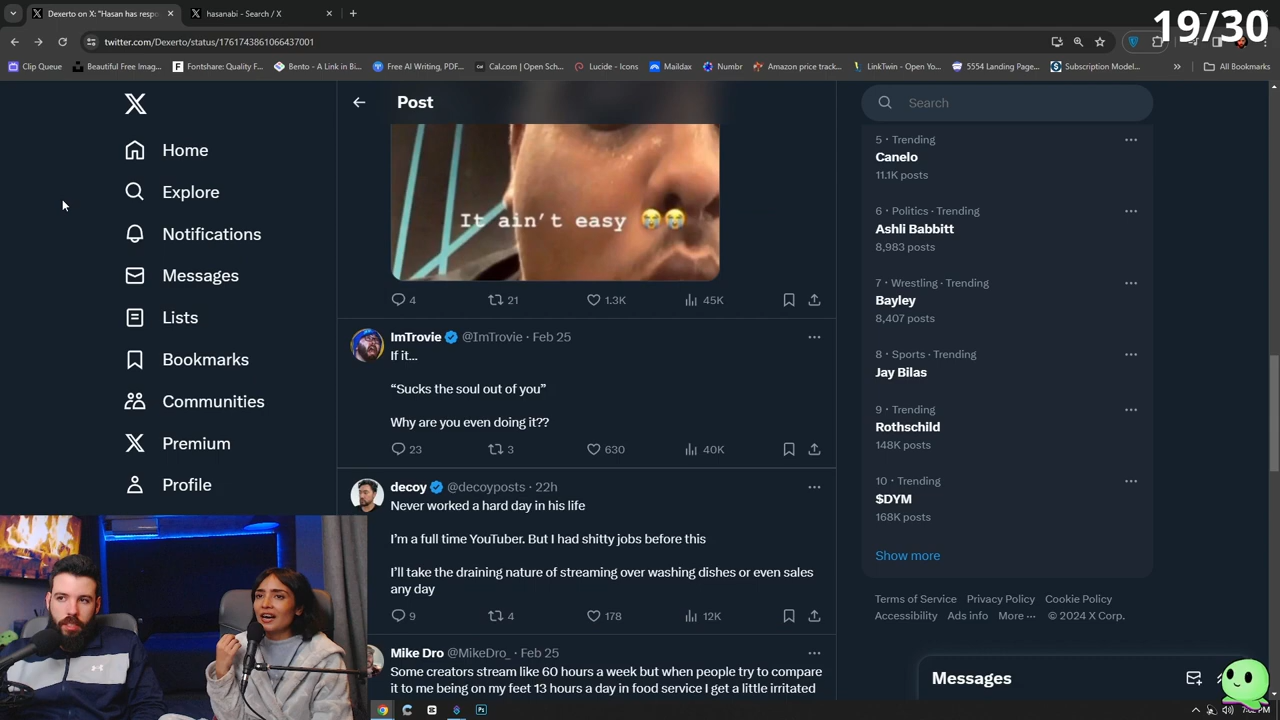 19/30
Dexerto on X: "Hasan has respo
hasanabi - Search / X
twitter.com/Dexerto/status/1761743861066437001
Clip Queue
Beautiful Free Imag...
Fontshare: Quality F...
Bento - A Link in Bi...
Free AI Writing, PDF...
Cal.com | Open Sch...
Lucide - Icons
Maildax
Numbr
Amazon price track...
LinkTwin - Open Yo...
5554 Landing Page...
Subscription Model...
All Bookmarks
Home
Explore
Notifications
Messages
Lists
Bookmarks
Communities
Premium
Profile
Post
It ain't easy 😭😭
4 21 1.3K 45K
ImTrovie @ImTrovie · Feb 25
If it...
“Sucks the soul out of you”
Why are you even doing it??
23 3 630 40K
decoy @decoyposts · 22h
Never worked a hard day in his life
I’m a full time YouTuber. But I had shitty jobs before this
I’ll take the draining nature of streaming over washing dishes or even sales
any day
9 4 178 12K
Mike Dro @MikeDro_ · Feb 25
Some creators stream like 60 hours a week but when people try to compare
it to me being on my feet 13 hours a day in food service I get a little irritated
Search
5 · Trending
Canelo
11.1K posts
6 · Politics · Trending
Ashli Babbitt
8,983 posts
7 · Wrestling · Trending
Bayley
8,407 posts
8 · Sports · Trending
Jay Bilas
9 · Trending
Rothschild
148K posts
10 · Trending
$DYM
168K posts
Show more
Terms of Service Privacy Policy Cookie Policy
Accessibility Ads info More ··· © 2024 X Corp.
Messages